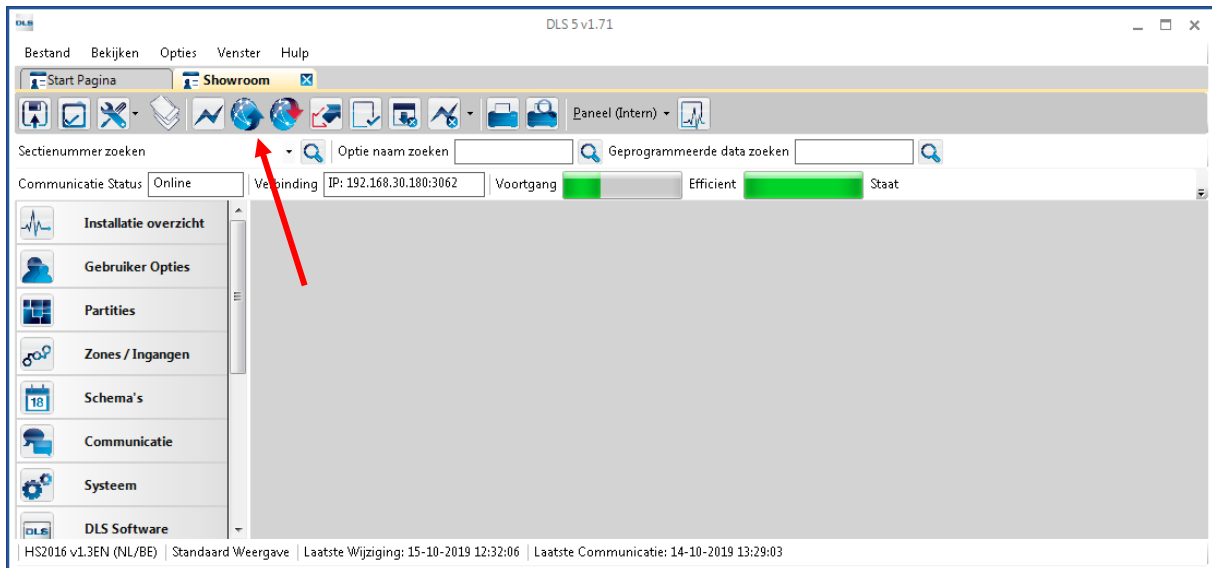 DLS DLS 5 v1.71
Bestand Bekijken Opties Venster Hulp
Start Pagina Showroom
Paneel (Intern)
Sectienummer zoeken Optie naam zoeken Geprogrammeerde data zoeken
Communicatie Status Online Verbinding IP: 192.168.30.180:3062 Voortgang Efficient Staat
Installatie overzicht
Gebruiker Opties
Partities
Zones / Ingangen
18 Schema's
Communicatie
Systeem
DLS DLS Software
HS2016 v1.3EN (NL/BE) Standaard Weergave Laatste Wijziging: 15-10-2019 12:32:06 Laatste Communicatie: 14-10-2019 13:29:03